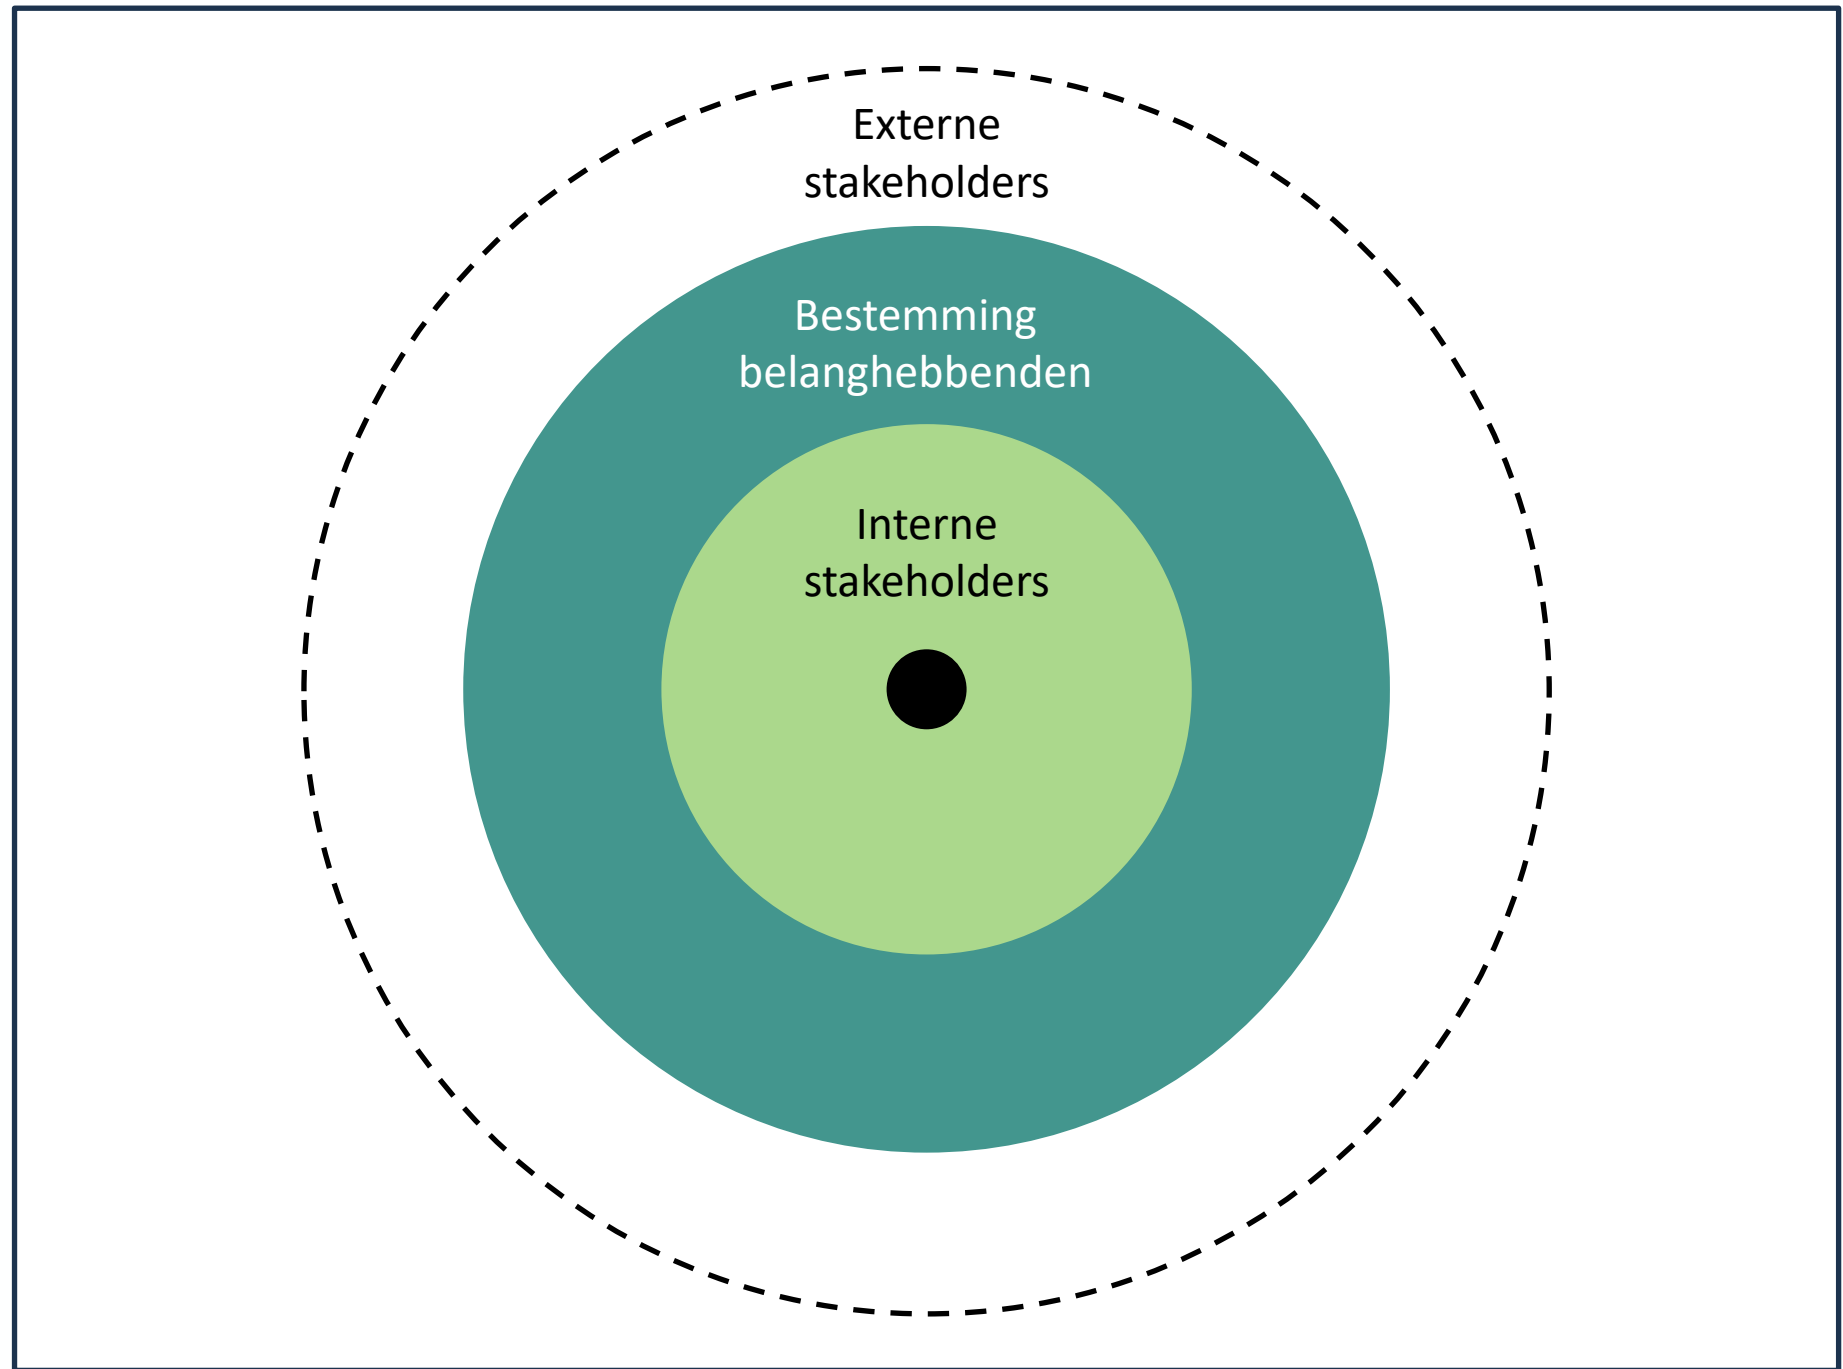 Externe
stakeholders
Bestemming
belanghebbenden
Interne
stakeholders